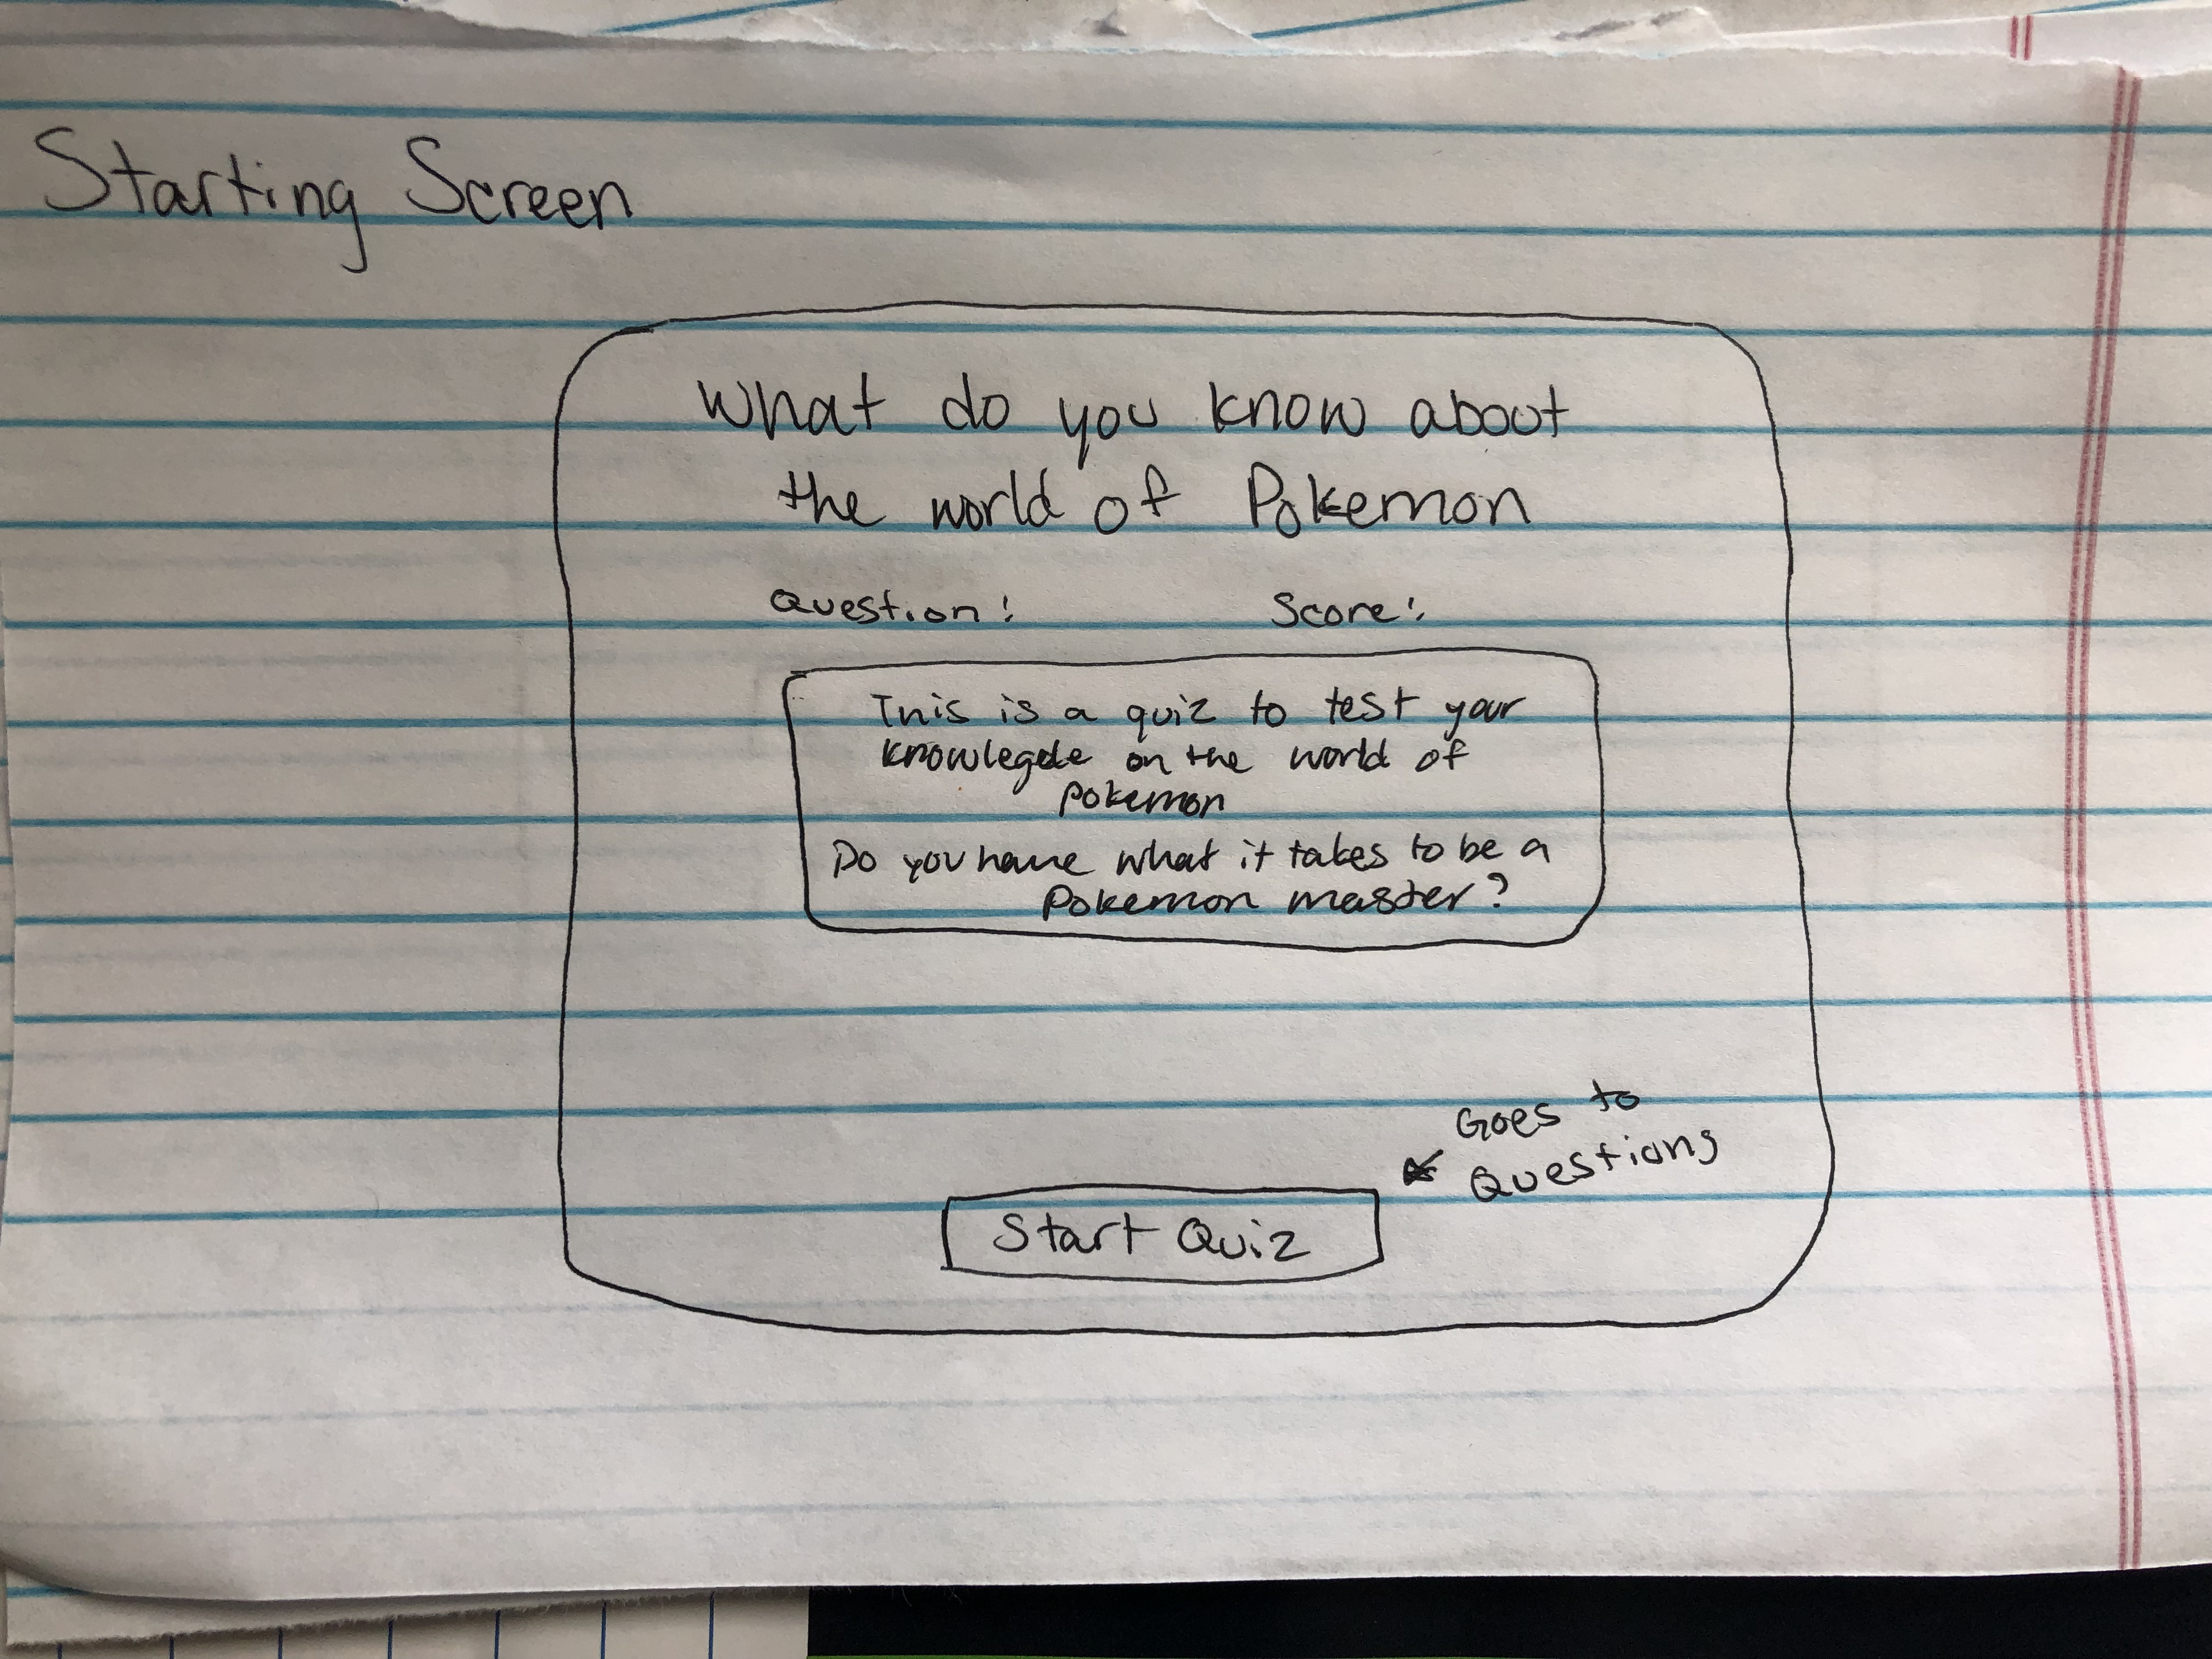 Starting Screen
What do you know about
the world of Pokemon
Question: Score:
This is a quiz to test your
knowlegde on the world of
pokemon
Do you have what it takes to be a
Pokemon master?
Goes to
Questions
Start Quiz